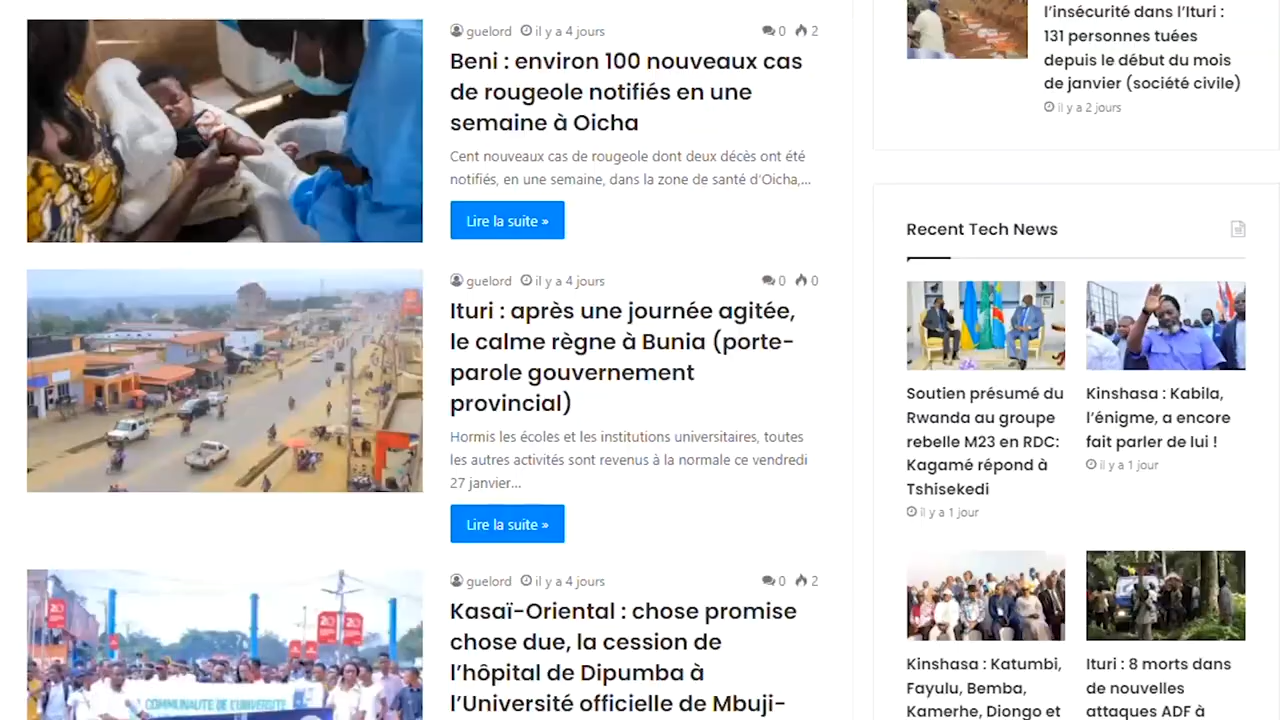 guelord il y a 4 jours 0 2
Beni : environ 100 nouveaux cas
de rougeole notifiés en une
semaine à Oicha
Cent nouveaux cas de rougeole dont deux décès ont été
notifiés, en une semaine, dans la zone de santé d’Oicha,...
Lire la suite »
guelord il y a 4 jours 0 0
Ituri : après une journée agitée,
le calme règne à Bunia (porte-
parole gouvernement
provincial)
Hormis les écoles et les institutions universitaires, toutes
les autres activités sont revenus à la normale ce vendredi
27 janvier...
Lire la suite »
guelord il y a 4 jours 0 2
Kasaï-Oriental : chose promise
chose due, la cession de
l’hôpital de Dipumba à
l’Université officielle de Mbuji-
20
20
20
COMMUNAUTE DE L'UNIVERSITE
l’insécurité dans l’Ituri :
131 personnes tuées
depuis le début du mois
de janvier (société civile)
il y a 2 jours
Recent Tech News
Soutien présumé du
Rwanda au groupe
rebelle M23 en RDC:
Kagamé répond à
Tshisekedi
il y a 1 jour
Kinshasa : Kabila,
l’énigme, a encore
fait parler de lui !
il y a 1 jour
Kinshasa : Katumbi,
Fayulu, Bemba,
Kamerhe, Diongo et
Ituri : 8 morts dans
de nouvelles
attaques ADF à